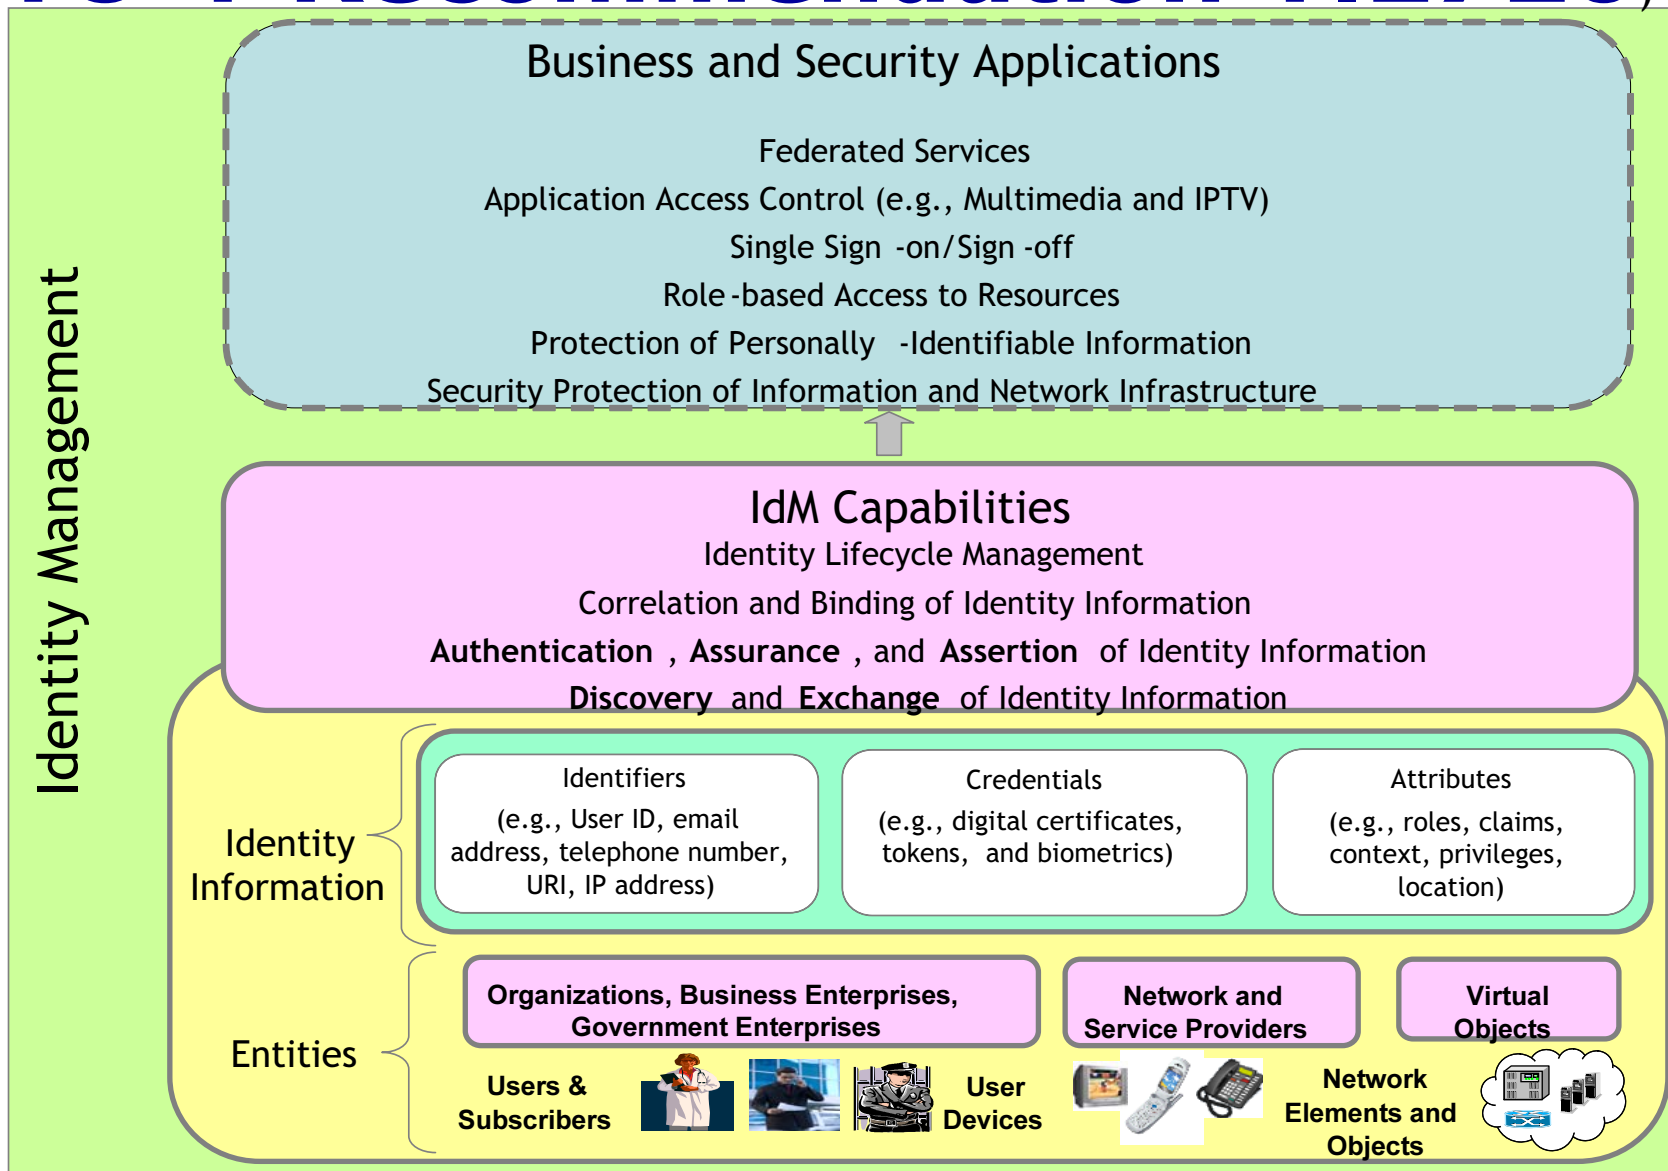 Recommendation
Business and Security Applications
Federated Services
Application Access Control (e.g., Multimedia and IPTV)
Single Sign -on/Sign -off
Role -based Access to Resources
Protection of Personally -Identifiable Information
Security Protection of Information and Network Infrastructure
Identity Management
IdM Capabilities
Identity Lifecycle Management
Correlation and Binding of Identity Information
Authentication , Assurance , and Assertion of Identity Information
Discovery and Exchange of Identity Information
Identity
Information
Identifiers
(e.g., User ID, email
address, telephone number,
URI, IP address)
Credentials
(e.g., digital certificates,
tokens, and biometrics)
Attributes
(e.g., roles, claims,
context, privileges,
location)
Entities
Organizations, Business Enterprises,
Government Enterprises
Network and
Service Providers
Virtual
Objects
Users &
Subscribers
User
Devices
Network
Elements and
Objects